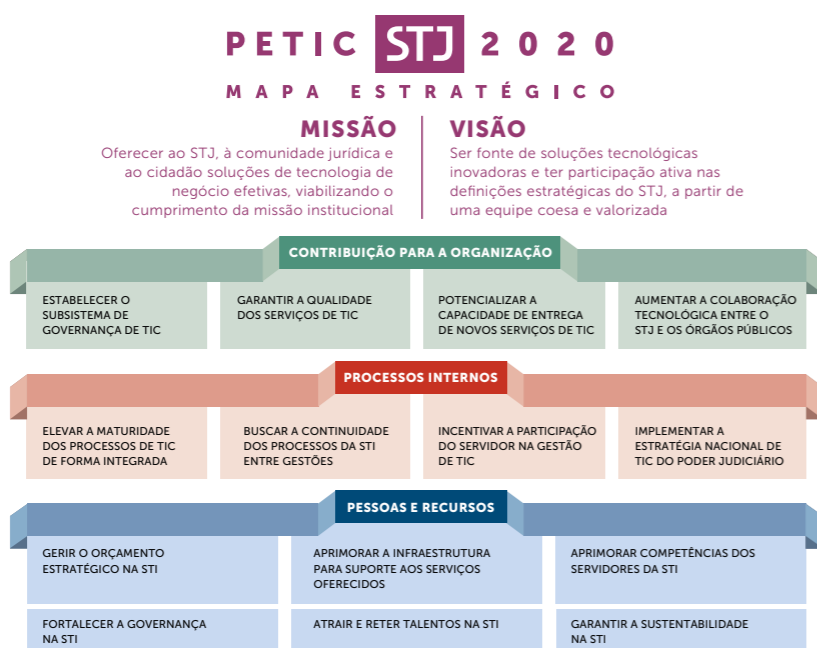 PETIC STJ 2020
MAPA ESTRATÉGICO
MISSÃO
Oferecer ao STJ, à comunidade jurídica e
ao cidadão soluções de tecnologia de
negócio efetivas, viabilizando o
cumprimento da missão institucional
VISÃO
Ser fonte de soluções tecnológicas
inovadoras e ter participação ativa nas
definições estratégicas do STJ, a partir de
uma equipe coesa e valorizada
CONTRIBUIÇÃO PARA A ORGANIZAÇÃO
ESTABELECER O
SUBSISTEMA DE
GOVERNANÇA DE TIC
GARANTIR A QUALIDADE
DOS SERVIÇOS DE TIC
POTENCIALIZAR A
CAPACIDADE DE ENTREGA
DE NOVOS SERVIÇOS DE TIC
AUMENTAR A COLABORAÇÃO
TECNOLÓGICA ENTRE O
STJ E OS ÓRGÃOS PÚBLICOS
PROCESSOS INTERNOS
ELEVAR A MATURIDADE
DOS PROCESSOS DE TIC
DE FORMA INTEGRADA
BUSCAR A CONTINUIDADE
DOS PROCESSOS DA STI
ENTRE GESTÕES
INCENTIVAR A PARTICIPAÇÃO
DO SERVIDOR NA GESTÃO
DE TIC
IMPLEMENTAR A
ESTRATÉGIA NACIONAL DE
TIC DO PODER JUDICIÁRIO
PESSOAS E RECURSOS
GERIR O ORÇAMENTO
ESTRATÉGICO NA STI
APRIMORAR A INFRAESTRUTURA
PARA SUPORTE AOS SERVIÇOS
OFERECIDOS
APRIMORAR COMPETÊNCIAS DOS
SERVIDORES DA STI
FORTALECER A GOVERNANÇA
NA STI
ATRAIR E RETER TALENTOS NA STI
GARANTIR A SUSTENTABILIDADE
NA STI